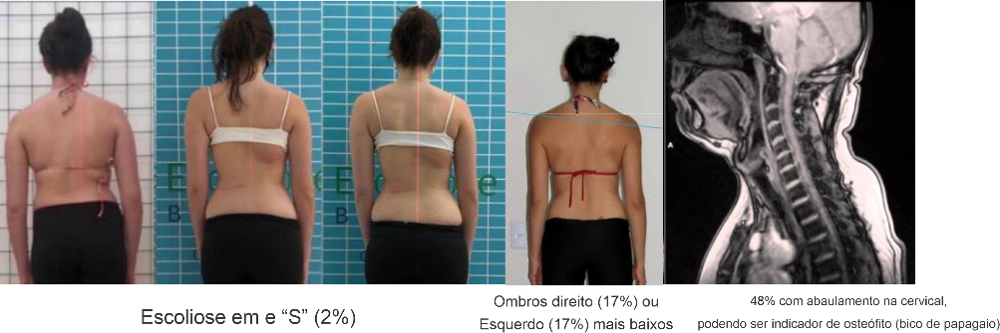 A
Escoliose em e “S” (2%)
Ombros direito (17%) ou
Esquerdo (17%) mais baixos
48% com abaulamento na cervical,
podendo ser indicador de osteófito (bico de papagaio)